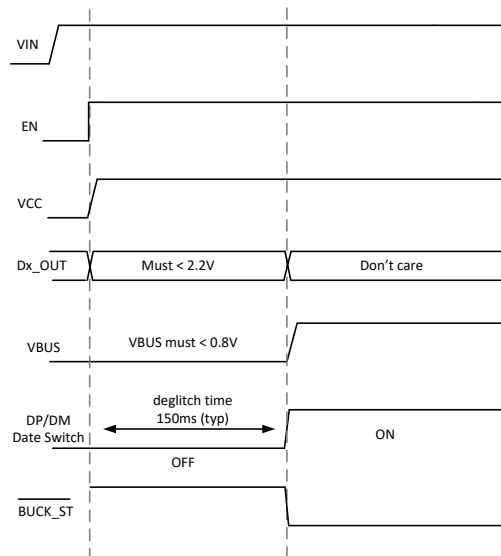 VIN
EN
VCC
Dx_OUT
Must < 2.2V
Don't care
VBUS
VBUS must < 0.8V
deglitch time
150ms (typ)
DP/DM
Date Switch
ON
OFF
BUCK_ST